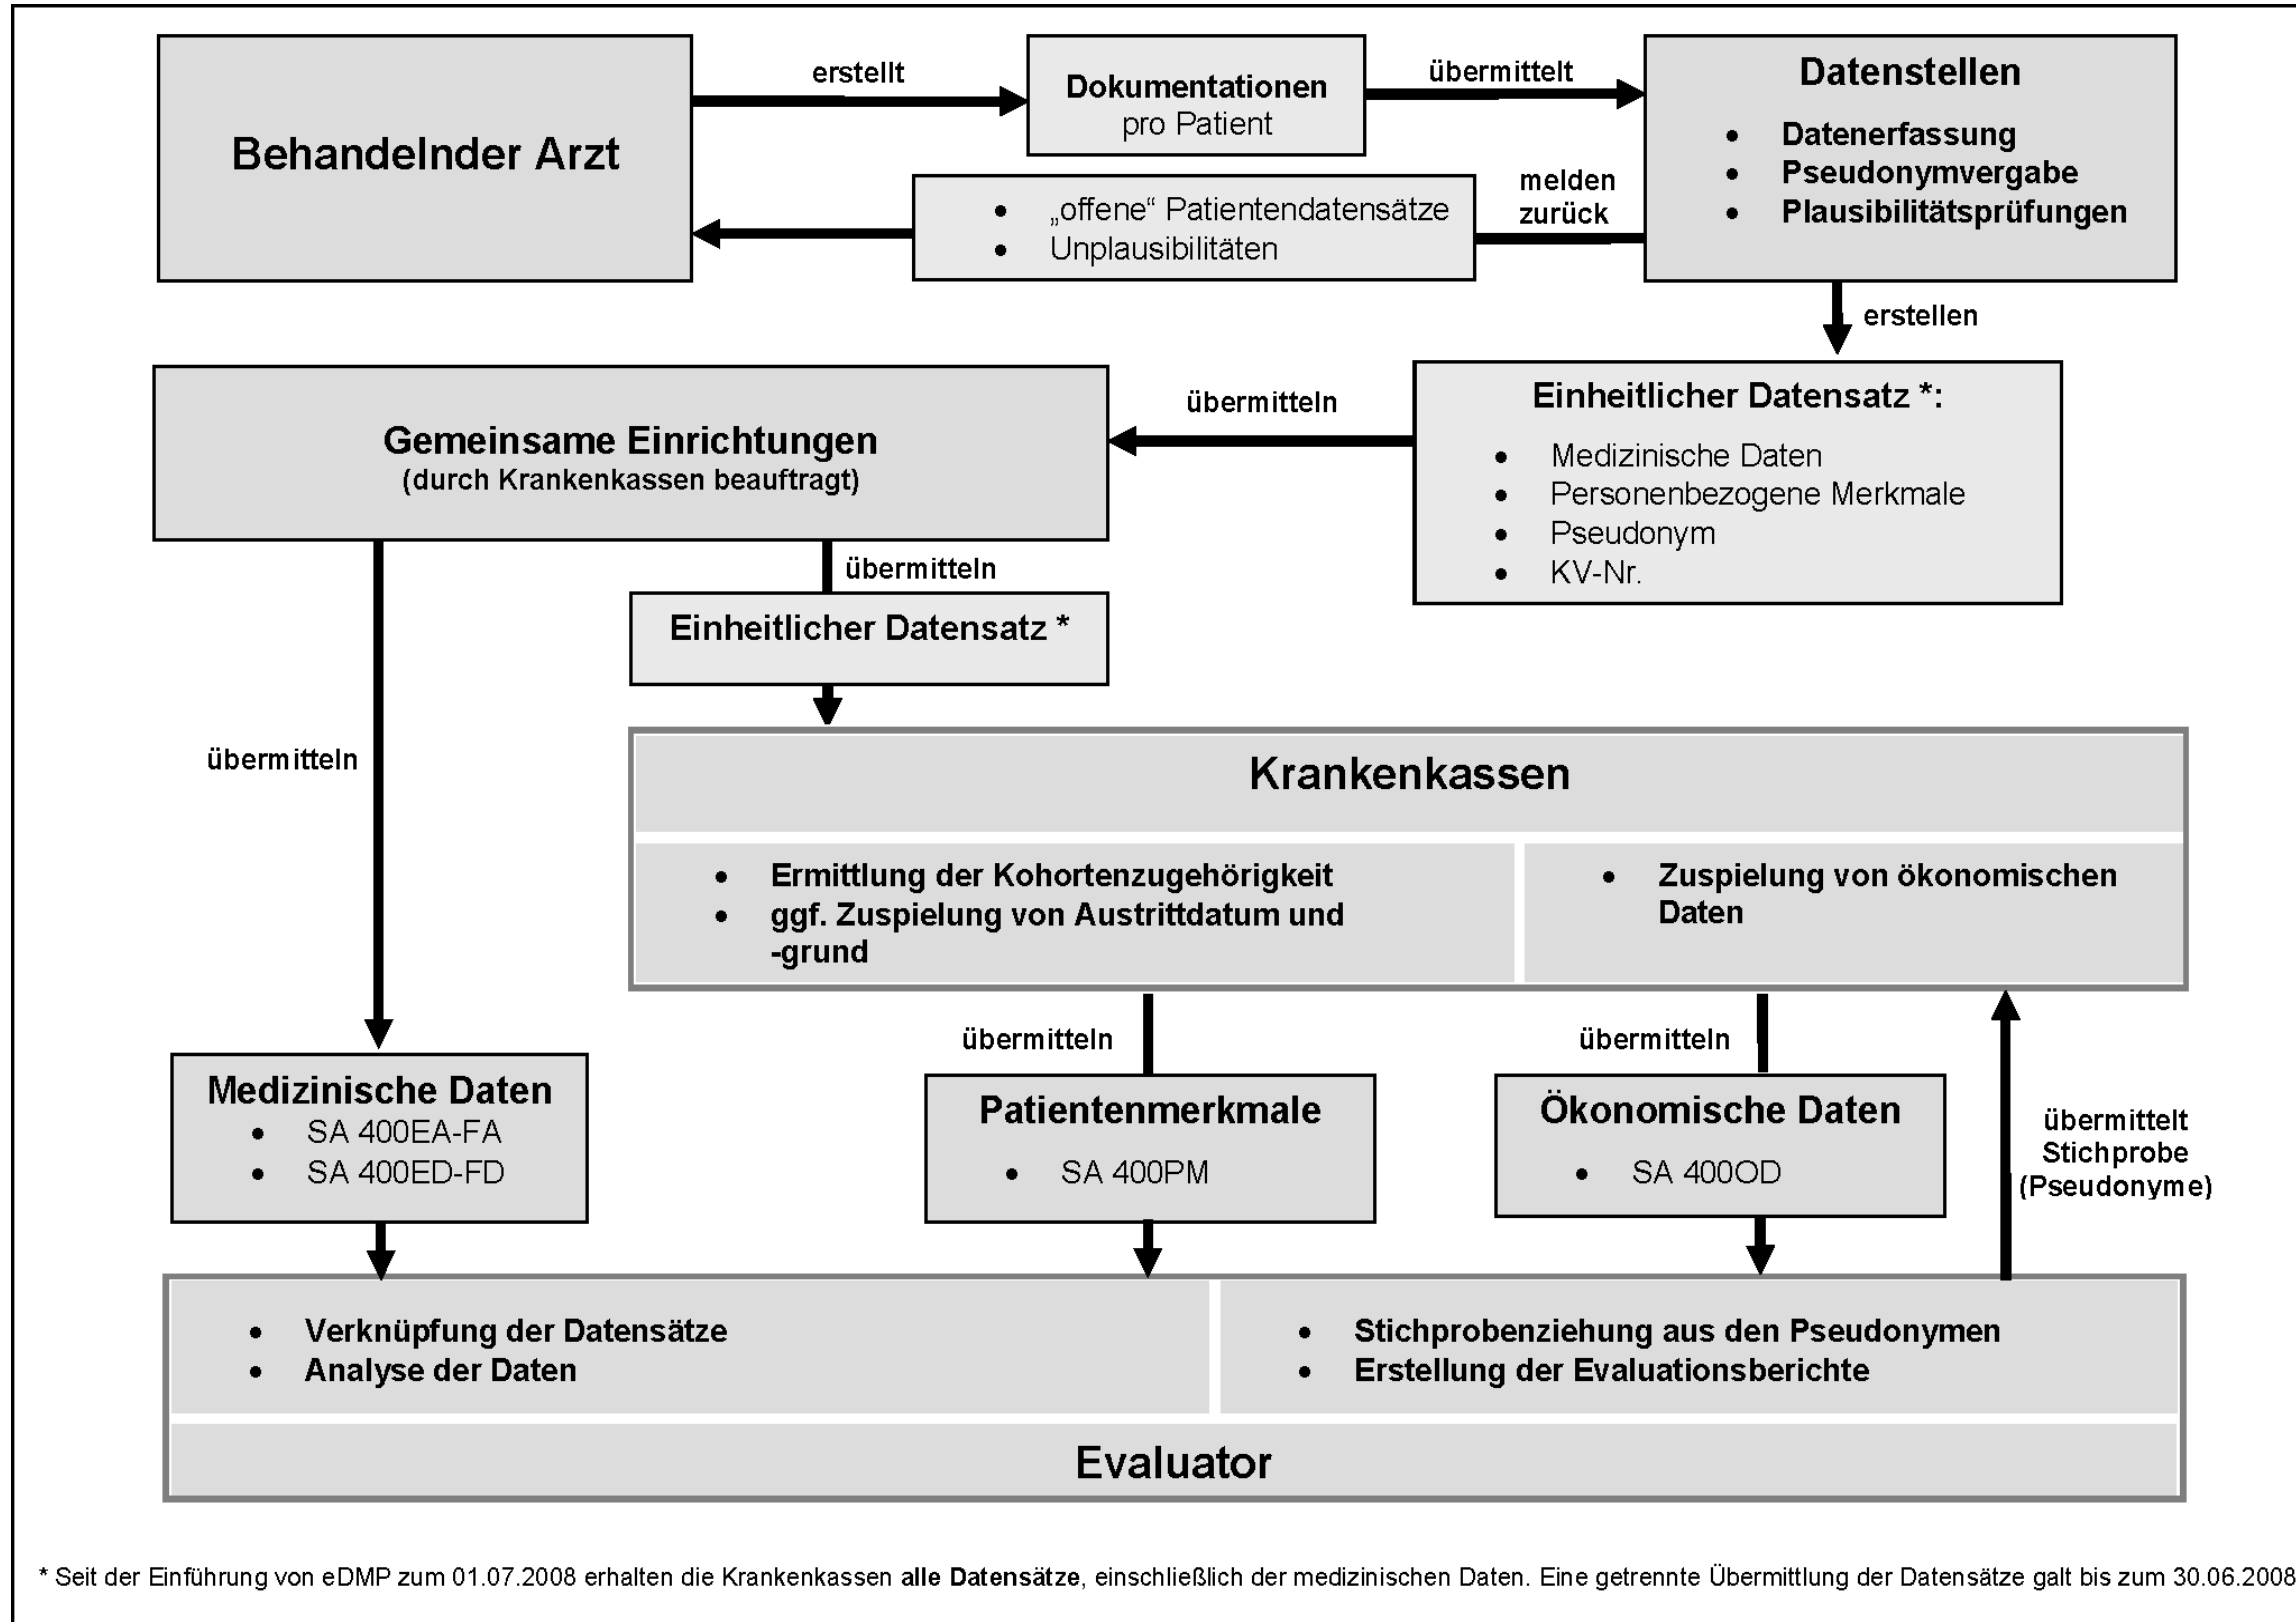 Behandelnder Arzt
erstellt
Dokumentationen
pro Patient
übermittelt
Datenstellen
• Datenerfassung
• Pseudonymvergabe
• Plausibilitätsprüfungen
melden
zurück
• „offene“ Patientendatensätze
• Unplausibilitäten
erstellen
Einheitlicher Datensatz *:
• Medizinische Daten
• Personenbezogene Merkmale
• Pseudonym
• KV-Nr.
übermitteln
Gemeinsame Einrichtungen
(durch Krankenkassen beauftragt)
übermitteln
Einheitlicher Datensatz *
übermitteln
Krankenkassen
• Ermittlung der Kohortenzugehörigkeit
• ggf. Zuspielung von Austrittdatum und
-grund
• Zuspielung von ökonomischen
Daten
übermitteln
übermitteln
Medizinische Daten
• SA 400EA-FA
• SA 400ED-FD
Patientenmerkmale
• SA 400PM
Ökonomische Daten
• SA 400OD
übermittelt
Stichprobe
(Pseudonyme)
• Verknüpfung der Datensätze
• Analyse der Daten
• Stichprobenziehung aus den Pseudonymen
• Erstellung der Evaluationsberichte
Evaluator
* Seit der Einführung von eDMP zum 01.07.2008 erhalten die Krankenkassen alle Datensätze, einschließlich der medizinischen Daten. Eine getrennte Übermittlung der Datensätze galt bis zum 30.06.2008